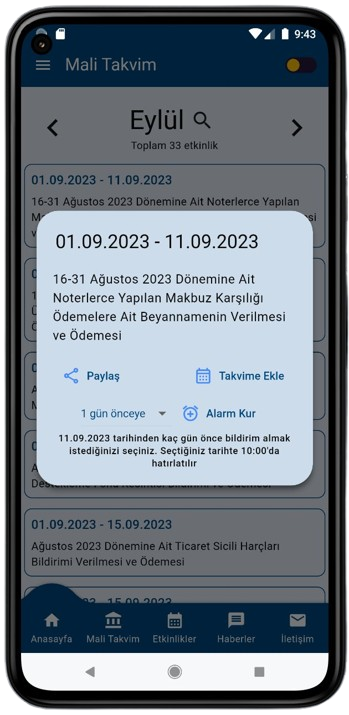 9:43
Mali Takvim
Eylül
Toplam 33 etkinlik
01.09.2023 - 11.09.2023
16-31 Ağustos 2023 Dönemine Ait Noterlerce Yapılan
01.09.2023 - 11.09.2023
16-31 Ağustos 2023 Dönemine Ait
Noterlerce Yapılan Makbuz Karşılığı
Ödemelere Ait Beyannamenin Verilmesi
ve Ödemesi
Paylaş
Takvime Ekle
1 gün önceye
Alarm Kur
11.09.2023 tarihinden kaç gün önce bildirim almak
istediğinizi seçiniz. Seçtiğiniz tarihte 10:00'da
hatırlatılır
01.09.2023 - 15.09.2023
Ağustos 2023 Dönemine Ait Ticaret Sicili Harçları
Bildirimi Verilmesi ve Ödemesi
Anasayfa
Mali Takvim
Etkinlikler
Haberler
İletişim